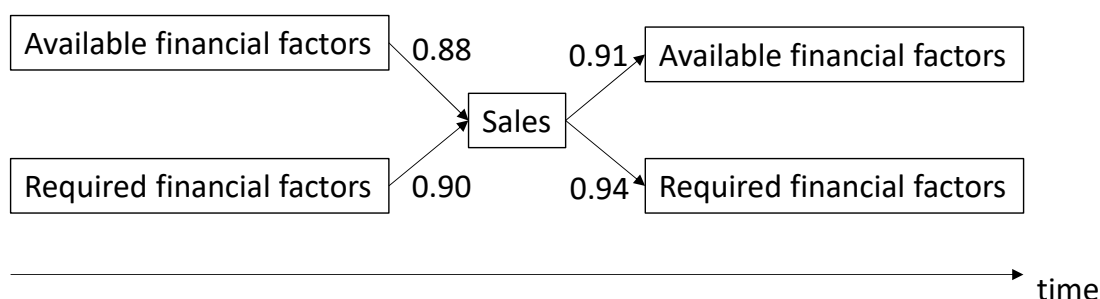 Available financial factors
0.88
0.91
Available financial factors
Sales
Required financial factors
0.90
0.94
Required financial factors
time